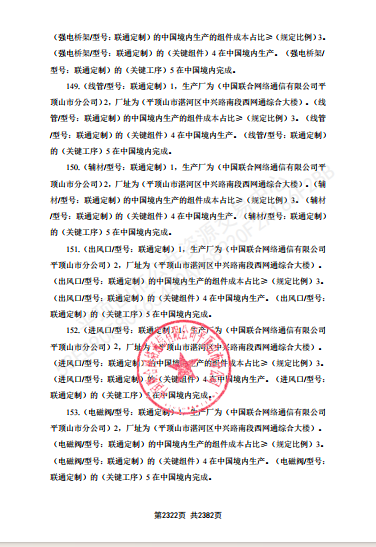 （强电桥架/型号：联通定制）的中国境内生产的组件成本占比≥（规定比例）3。
（强电桥架/型号：联通定制）的（关键组件）4在中国境内生产。（强电桥架/
型号：联通定制）的（关键工序）5在中国境内完成。
149.（线管/型号：联通定制）1，生产厂为（中国联合网络通信有限公司平
顶山市分公司）2，厂址为（平顶山市湛河区中兴路南段西网通综合大楼）。（线
管/型号：联通定制）的中国境内生产的组件成本占比≥（规定比例）3。（线管
/型号：联通定制）的（关键组件）4在中国境内生产。（线管/型号：联通定制）
的（关键工序）5在中国境内完成。
150.（辅材/型号：联通定制）1，生产厂为（中国联合网络通信有限公司平
顶山市分公司）2，厂址为（平顶山市湛河区中兴路南段西网通综合大楼）。（辅
材/型号：联通定制）的中国境内生产的组件成本占比≥（规定比例）3。（辅材
/型号：联通定制）的（关键组件）4在中国境内生产。（辅材/型号：联通定制）
的（关键工序）5在中国境内完成。
151.（出风口/型号：联通定制）1，生产厂为（中国联合网络通信有限公司
平顶山市分公司）2，厂址为（平顶山市湛河区中兴路南段西网通综合大楼）。
（出风口/型号：联通定制）的中国境内生产的组件成本占比≥（规定比例）3。
（出风口/型号：联通定制）的（关键组件）4在中国境内生产。（出风口/型号：
联通定制）的（关键工序）5在中国境内完成。
152.（进风口/型号：联通定制）1，生产厂为（中国联合网络通信有限公司
平顶山市分公司）2，厂址为（平顶山市湛河区中兴路南段西网通综合大楼）。
（进风口/型号：联通定制）的中国境内生产的组件成本占比≥（规定比例）3。
（进风口/型号：联通定制）的（关键组件）4在中国境内生产。（进风口/型号：
联通定制）的（关键工序）5在中国境内完成。
153.（电磁阀/型号：联通定制）1，生产厂为（中国联合网络通信有限公司
平顶山市分公司）2，厂址为（平顶山市湛河区中兴路南段西网通综合大楼）。
（电磁阀/型号：联通定制）的中国境内生产的组件成本占比≥（规定比例）3。
（电磁阀/型号：联通定制）的（关键组件）4在中国境内生产。（电磁阀/型号：
联通定制）的（关键工序）5在中国境内完成。
第2322页 共2382页